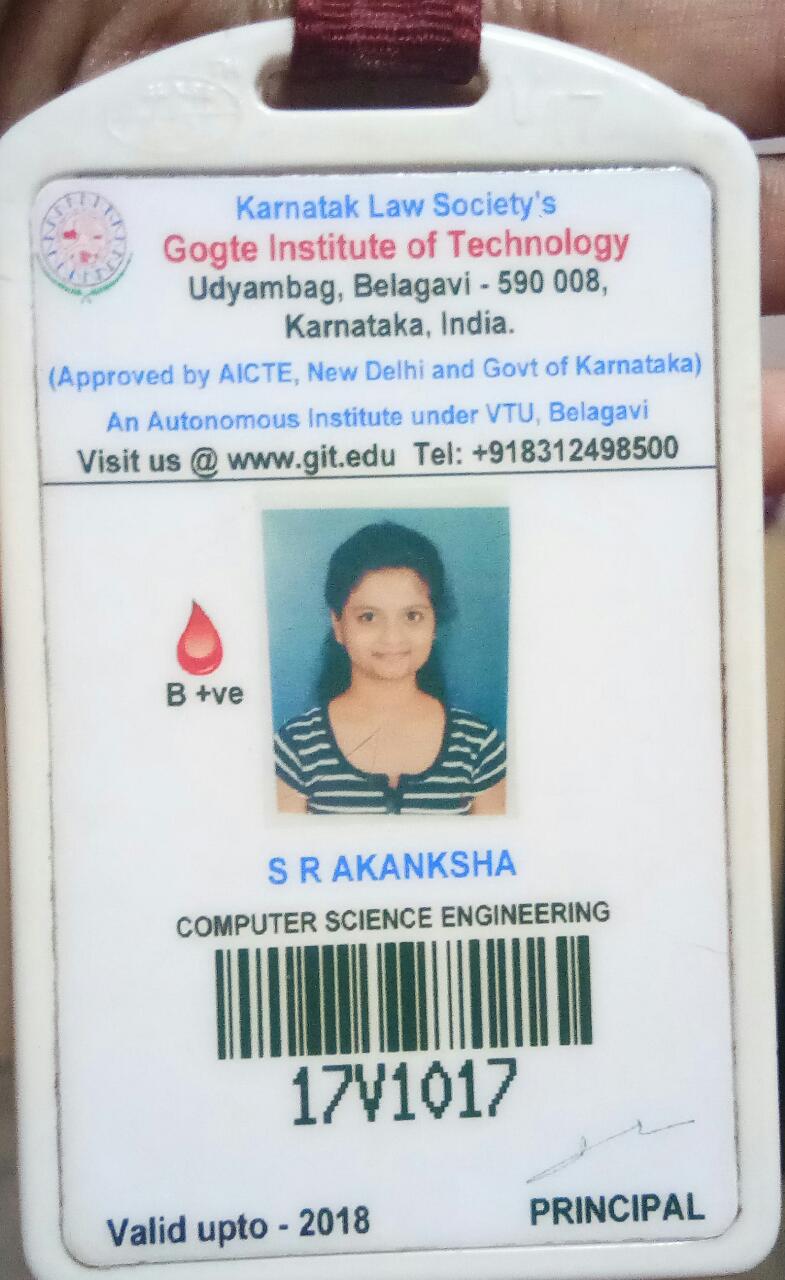 Karnatak Law Society's
Gogte Institute of Technology
Udyambag, Belagavi - 590 008,
Karnataka, India.
(Approved by AICTE, New Delhi and Govt of Karnataka)
An Autonomous Institute under VTU, Belagavi
Visit us @ www.git.edu Tel: +918312498500
B +ve
S R AKANKSHA
COMPUTER SCIENCE ENGINEERING
17V1017
PRINCIPAL
Valid upto - 2018